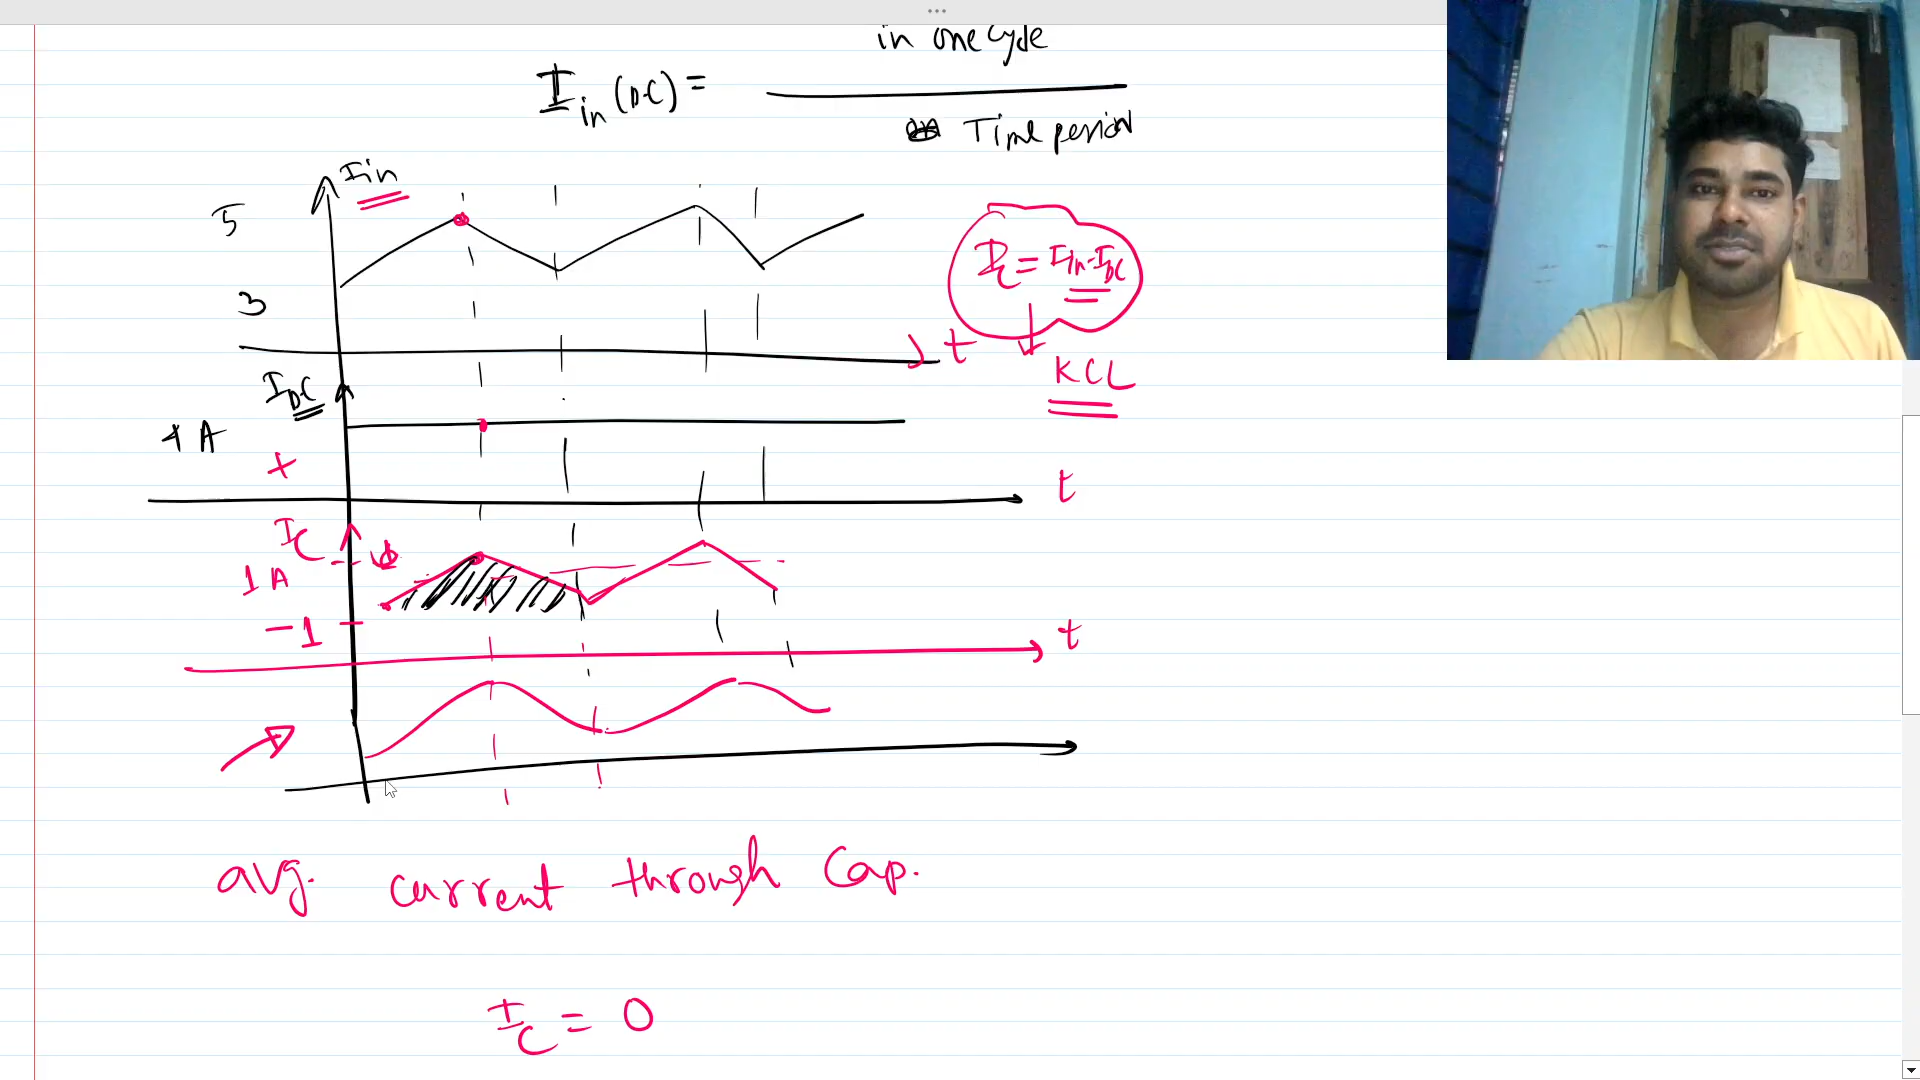 in one cycle
Iin (DC) =
Time period
Iin
5
3
t
Ic = Iin - IDC
KCL
IDC
4 A
+
t
IC
1 A
- 1
t
avg. current through Cap.
IC = 0